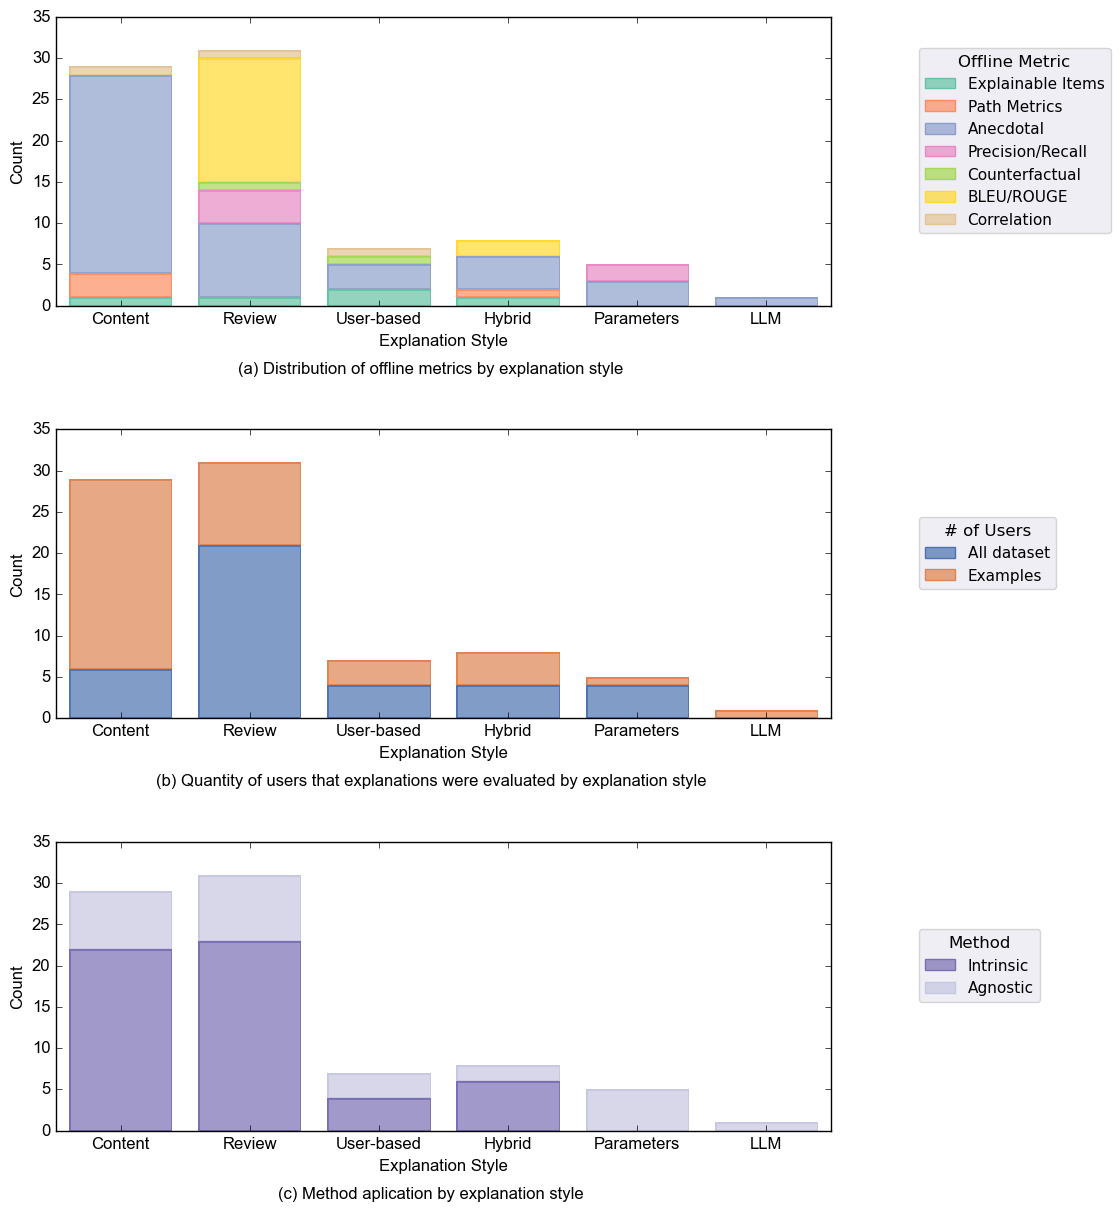 35
30
25
20
15
10
5
0
Count
Content Review User-based Hybrid Parameters LLM
Explanation Style
(a) Distribution of offline metrics by explanation style
Offline Metric
Explainable Items
Path Metrics
Anecdotal
Precision/Recall
Counterfactual
BLEU/ROUGE
Correlation
35
30
25
20
15
10
5
0
Count
Content Review User-based Hybrid Parameters LLM
Explanation Style
(b) Quantity of users that explanations were evaluated by explanation style
# of Users
All dataset
Examples
35
30
25
20
15
10
5
0
Count
Content Review User-based Hybrid Parameters LLM
Explanation Style
(c) Method aplication by explanation style
Method
Intrinsic
Agnostic